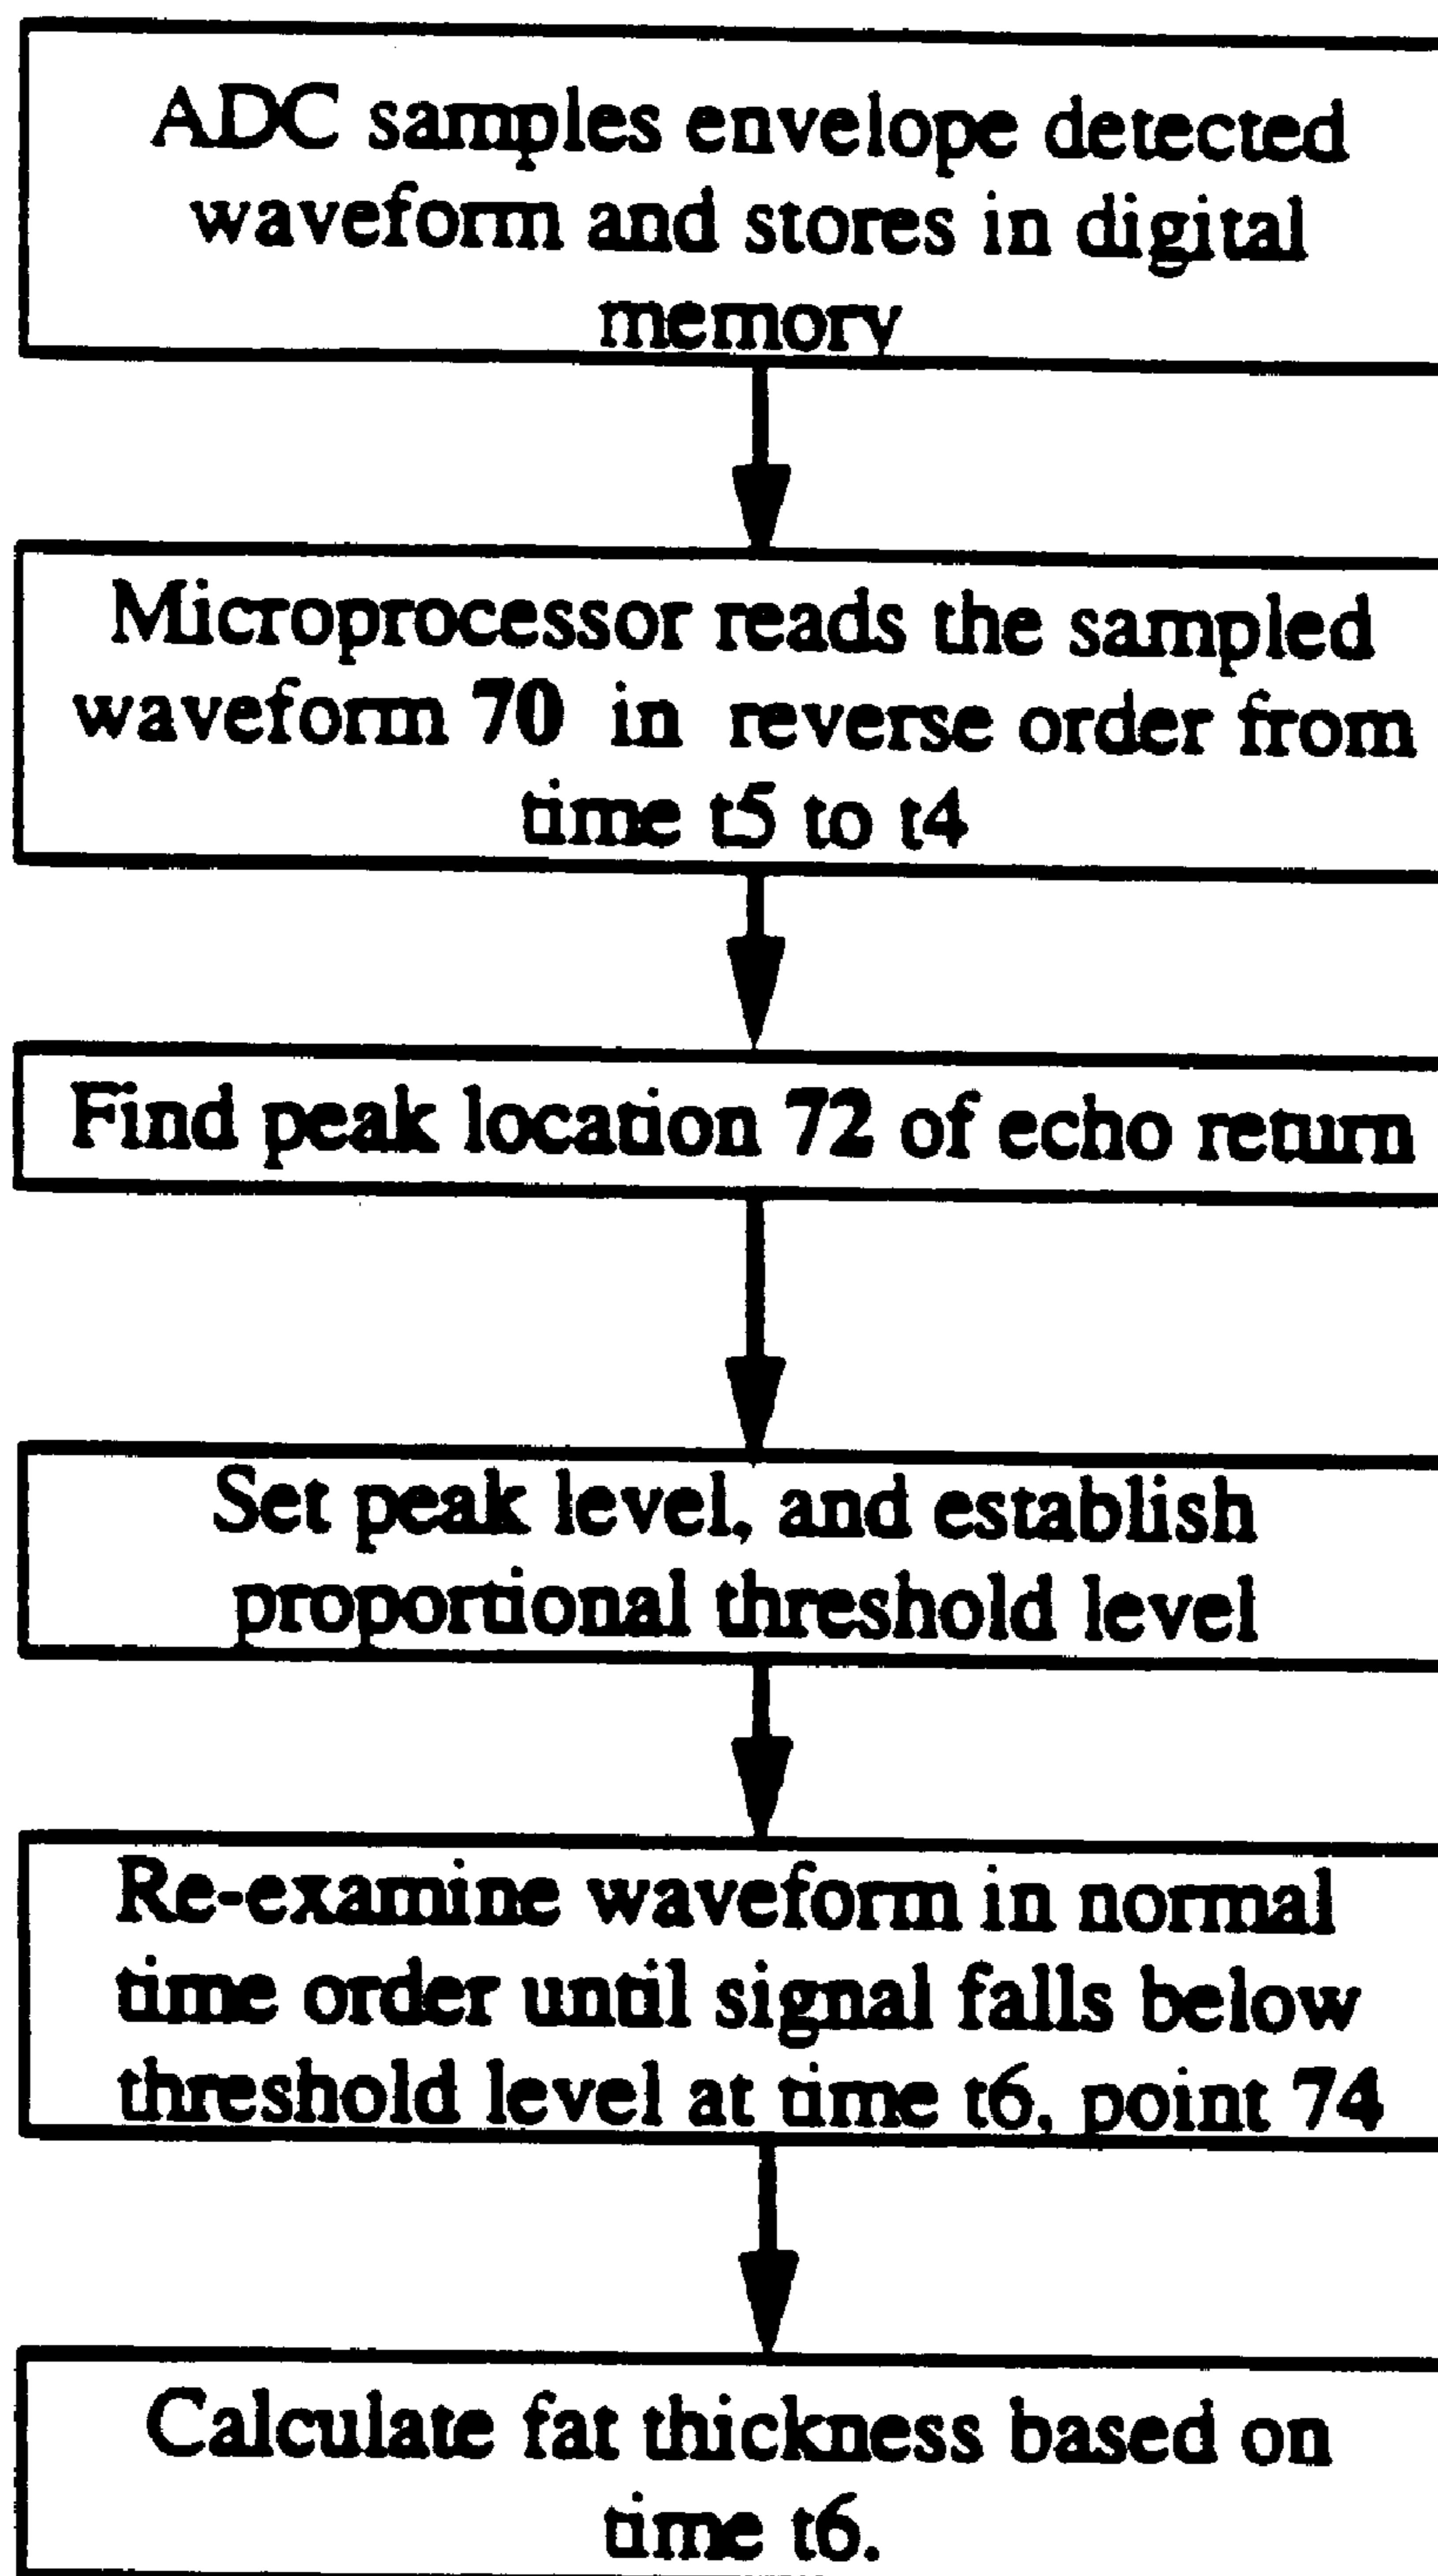 ADC samples envelope detected
waveform and stores in digital
memory
Microprocessor reads the sampled
waveform 70 in reverse order from
time t5 to t4
Find peak location 72 of echo return
Set peak level, and establish
proportional threshold level
Re-examine waveform in normal
time order until signal falls below
threshold level at time t6, point 74
Calculate fat thickness based on
time t6.